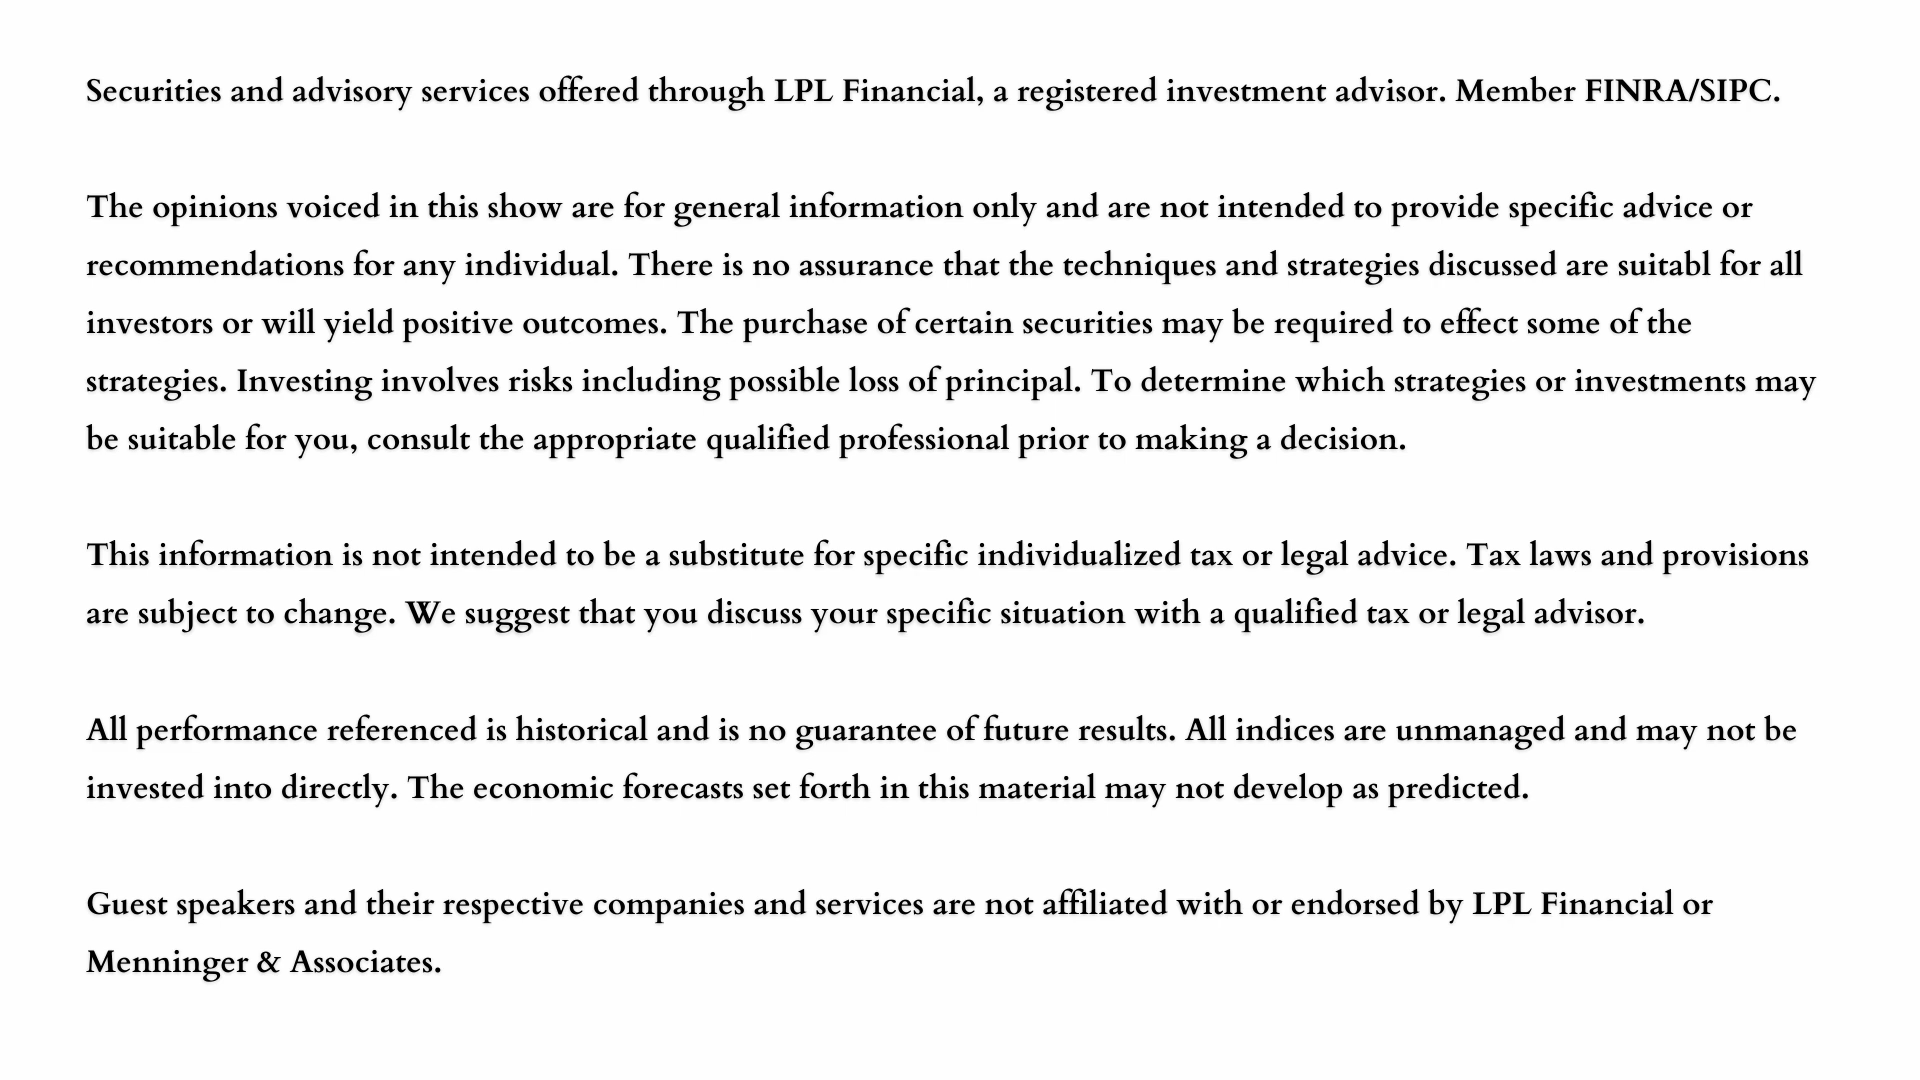 Securities and advisory services offered through LPL Financial, a registered investment advisor. Member FINRA/SIPC.
The opinions voiced in this show are for general information only and are not intended to provide specific advice or
recommendations for any individual. There is no assurance that the techniques and strategies discussed are suitabl for all
investors or will yield positive outcomes. The purchase of certain securities may be required to effect some of the
strategies. Investing involves risks including possible loss of principal. To determine which strategies or investments may
be suitable for you, consult the appropriate qualified professional prior to making a decision.
This information is not intended to be a substitute for specific individualized tax or legal advice. Tax laws and provisions
are subject to change. We suggest that you discuss your specific situation with a qualified tax or legal advisor.
All performance referenced is historical and is no guarantee of future results. All indices are unmanaged and may not be
invested into directly. The economic forecasts set forth in this material may not develop as predicted.
Guest speakers and their respective companies and services are not affiliated with or endorsed by LPL Financial or
Menninger & Associates.